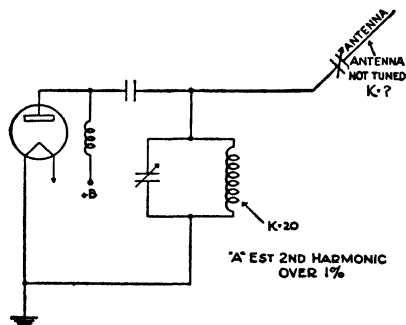 ANTENNA
ANTENNA
NOT TUNED
K=?
+B
K=20
"A" EST 2ND HARMONIC
OVER 1%